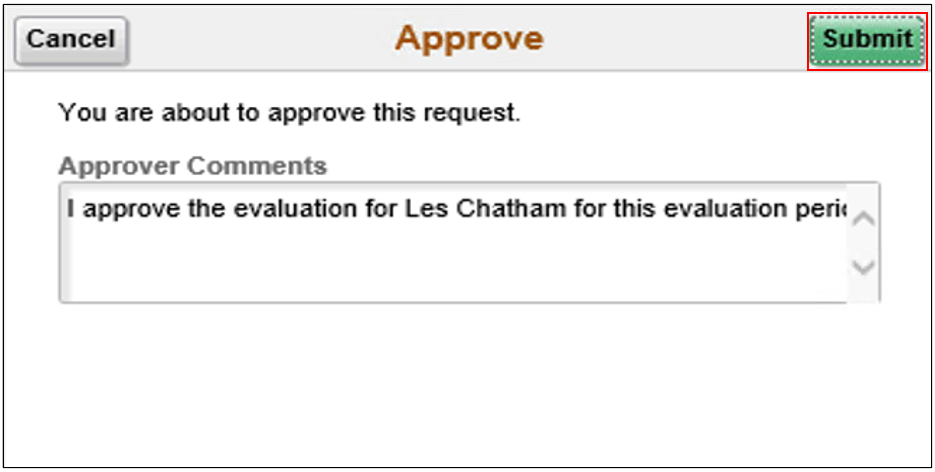 Cancel Approve Submit
You are about to approve this request.
Approver Comments
I approve the evaluation for Les Chatham for this evaluation